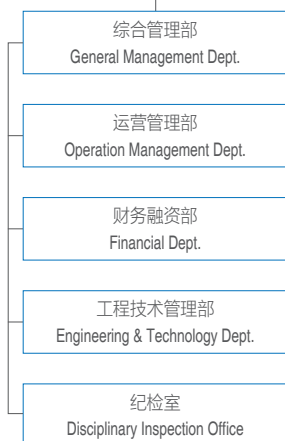 综合管理部
General Management Dept.
运营管理部
Operation Management Dept.
财务融资部
Financial Dept.
工程技术管理部
Engineering & Technology Dept.
纪检室
Disciplinary Inspection Office